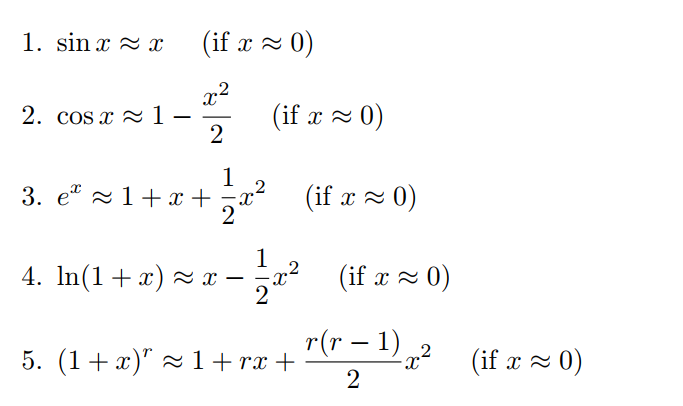 1. sin x ≈ x (if x ≈ 0)
2. cos x ≈ 1 − x²/2 (if x ≈ 0)
3. eˣ ≈ 1 + x + 1/2 x² (if x ≈ 0)
4. ln(1 + x) ≈ x − 1/2 x² (if x ≈ 0)
5. (1 + x)ʳ ≈ 1 + rx + r(r − 1)/2 x² (if x ≈ 0)